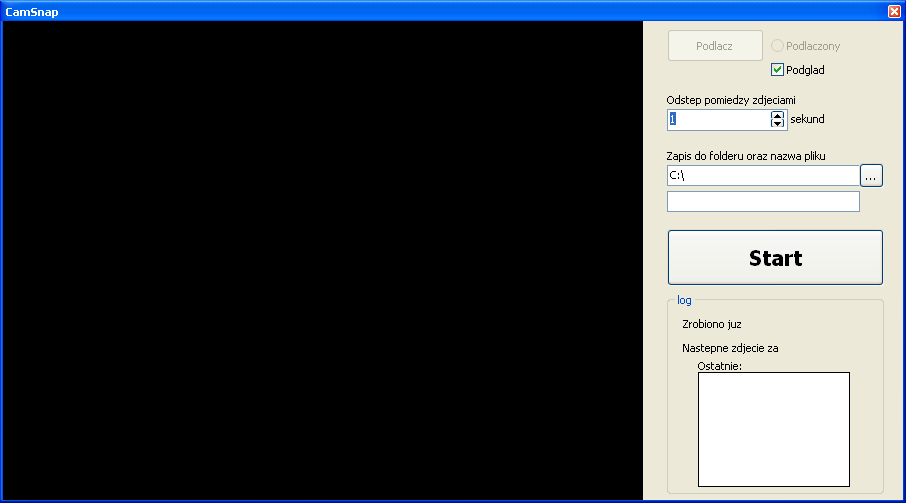 CamSnap
Podlacz
Podlaczony
Podglad
Odstep pomiedzy zdjeciami
1 sekund
Zapis do folderu oraz nazwa pliku
C:\ ...
Start
log
Zrobiono juz
Nastepne zdjecie za
Ostatnie: